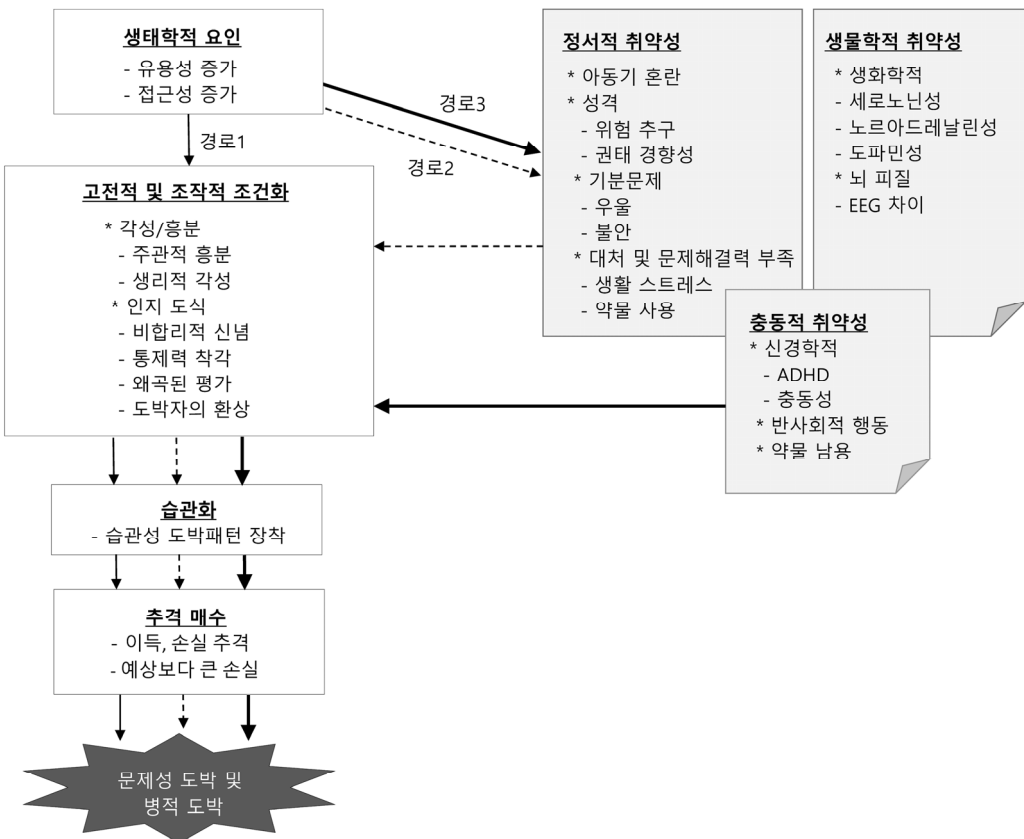 생태학적 요인
- 유용성 증가
- 접근성 증가
경로1
경로3
경로2
고전적 및 조작적 조건화
* 각성/흥분
- 주관적 흥분
- 생리적 각성
* 인지 도식
- 비합리적 신념
- 통제력 착각
- 왜곡된 평가
- 도박자의 환상
정서적 취약성
* 아동기 혼란
* 성격
- 위험 추구
- 권태 경향성
* 기분문제
- 우울
- 불안
* 대처 및 문제해결력 부족
- 생활 스트레스
- 약물 사용
생물학적 취약성
* 생화학적
- 세로노닌성
- 노르아드레날린성
- 도파민성
* 뇌 피질
- EEG 차이
충동적 취약성
* 신경학적
- ADHD
- 충동성
* 반사회적 행동
* 약물 남용
습관화
- 습관성 도박패턴 장착
추격 매수
- 이득, 손실 추격
- 예상보다 큰 손실
문제성 도박 및
병적 도박